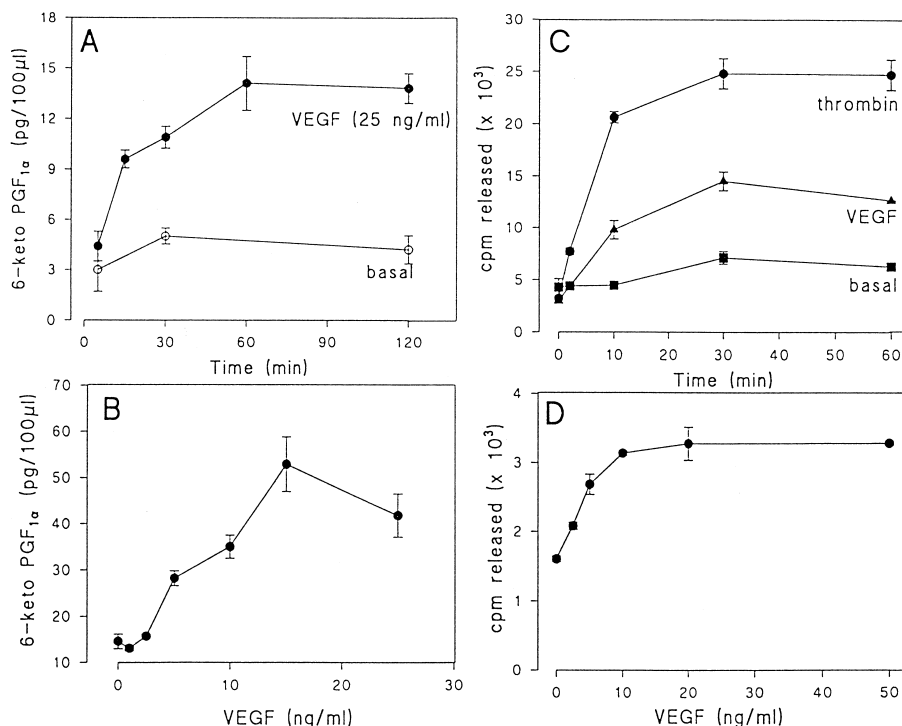 A
6-keto PGF1α (pg/100μl)
18
15
12
9
6
3
0
VEGF (25 ng/ml)
basal
0
30
60
90
120
Time (min)
C
cpm released (x 10³)
30
25
20
15
10
5
0
thrombin
VEGF
basal
0
10
20
30
40
50
60
Time (min)
B
6-keto PGF1α (pg/100μl)
70
60
50
40
30
20
10
0
10
20
30
VEGF (ng/ml)
D
cpm released (x 10³)
4
3
2
1
0
0
10
20
30
40
50
VEGF (ng/ml)